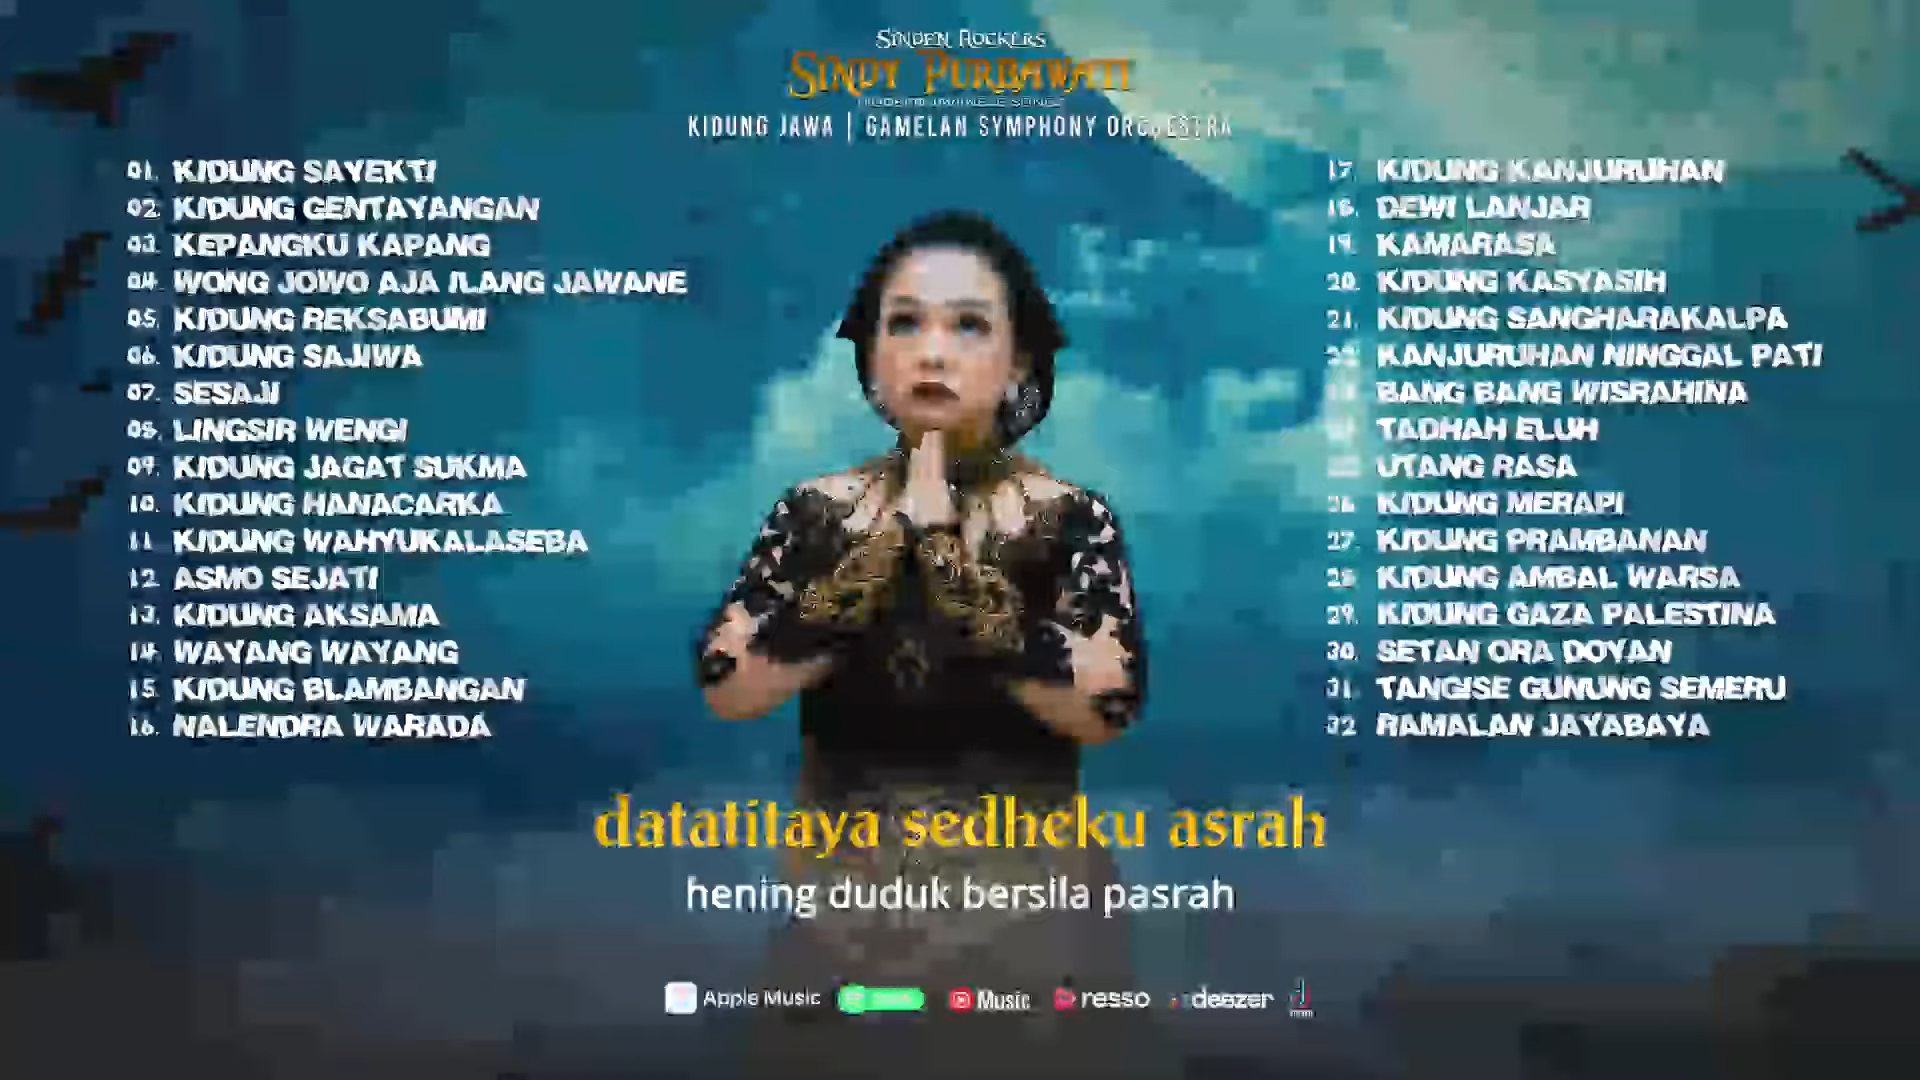 SINDEN ROCKERS
SINDY PURBAWATI
KIDUNG JAWA | GAMELAN SYMPHONY ORCHESTRA
01. KIDUNG SAYEKTI
02. KIDUNG GENTAYANGAN
03. KEPANGKU KAPANG
04. WONG JOWO AJA ILANG JAWANE
05. KIDUNG REKSABUMI
06. KIDUNG SAJIWA
07. SESAJI
08. LINGSIR WENGI
09. KIDUNG JAGAT SUKMA
10. KIDUNG HANACARKA
11. KIDUNG WAHYUKALASEBA
12. ASMO SEJATI
13. KIDUNG AKSAMA
14. WAYANG WAYANG
15. KIDUNG BLAMBANGAN
16. NALENDRA WARADA
17. KIDUNG KANJURUHAN
18. DEWI LANJAR
19. KAMARASA
20. KIDUNG KASYASIH
21. KIDUNG SANGHARAKALPA
22. KANJURUHAN NINGGAL PATI
BANG BANG WISRAHINA
TADHAH ELUH
UTANG RASA
26. KIDUNG MERAPI
27. KIDUNG PRAMBANAN
28. KIDUNG AMBAL WARSA
29. KIDUNG GAZA PALESTINA
30. SETAN ORA DOYAN
31. TANGISE GUNUNG SEMERU
32. RAMALAN JAYABAYA
datatitaya sedheku asrah
hening duduk bersila pasrah
Apple Music Music resso deezer